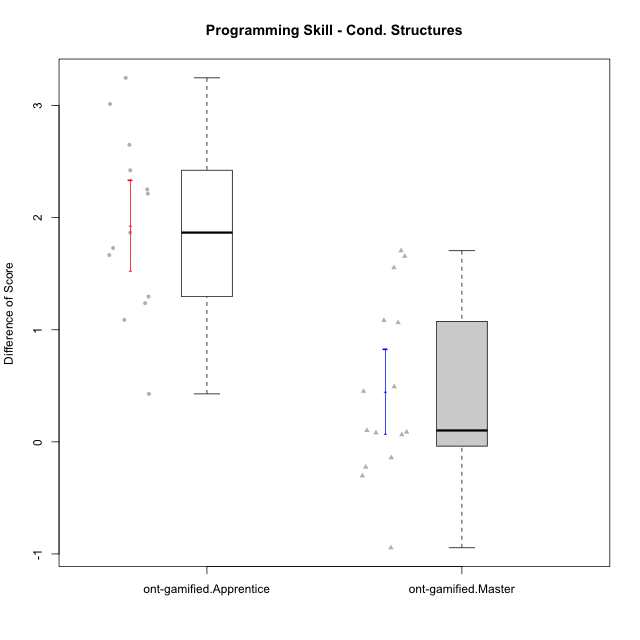 Programming Skill - Cond. Structures
3
2
1
0
-1
Difference of Score
ont-gamified.Apprentice
ont-gamified.Master